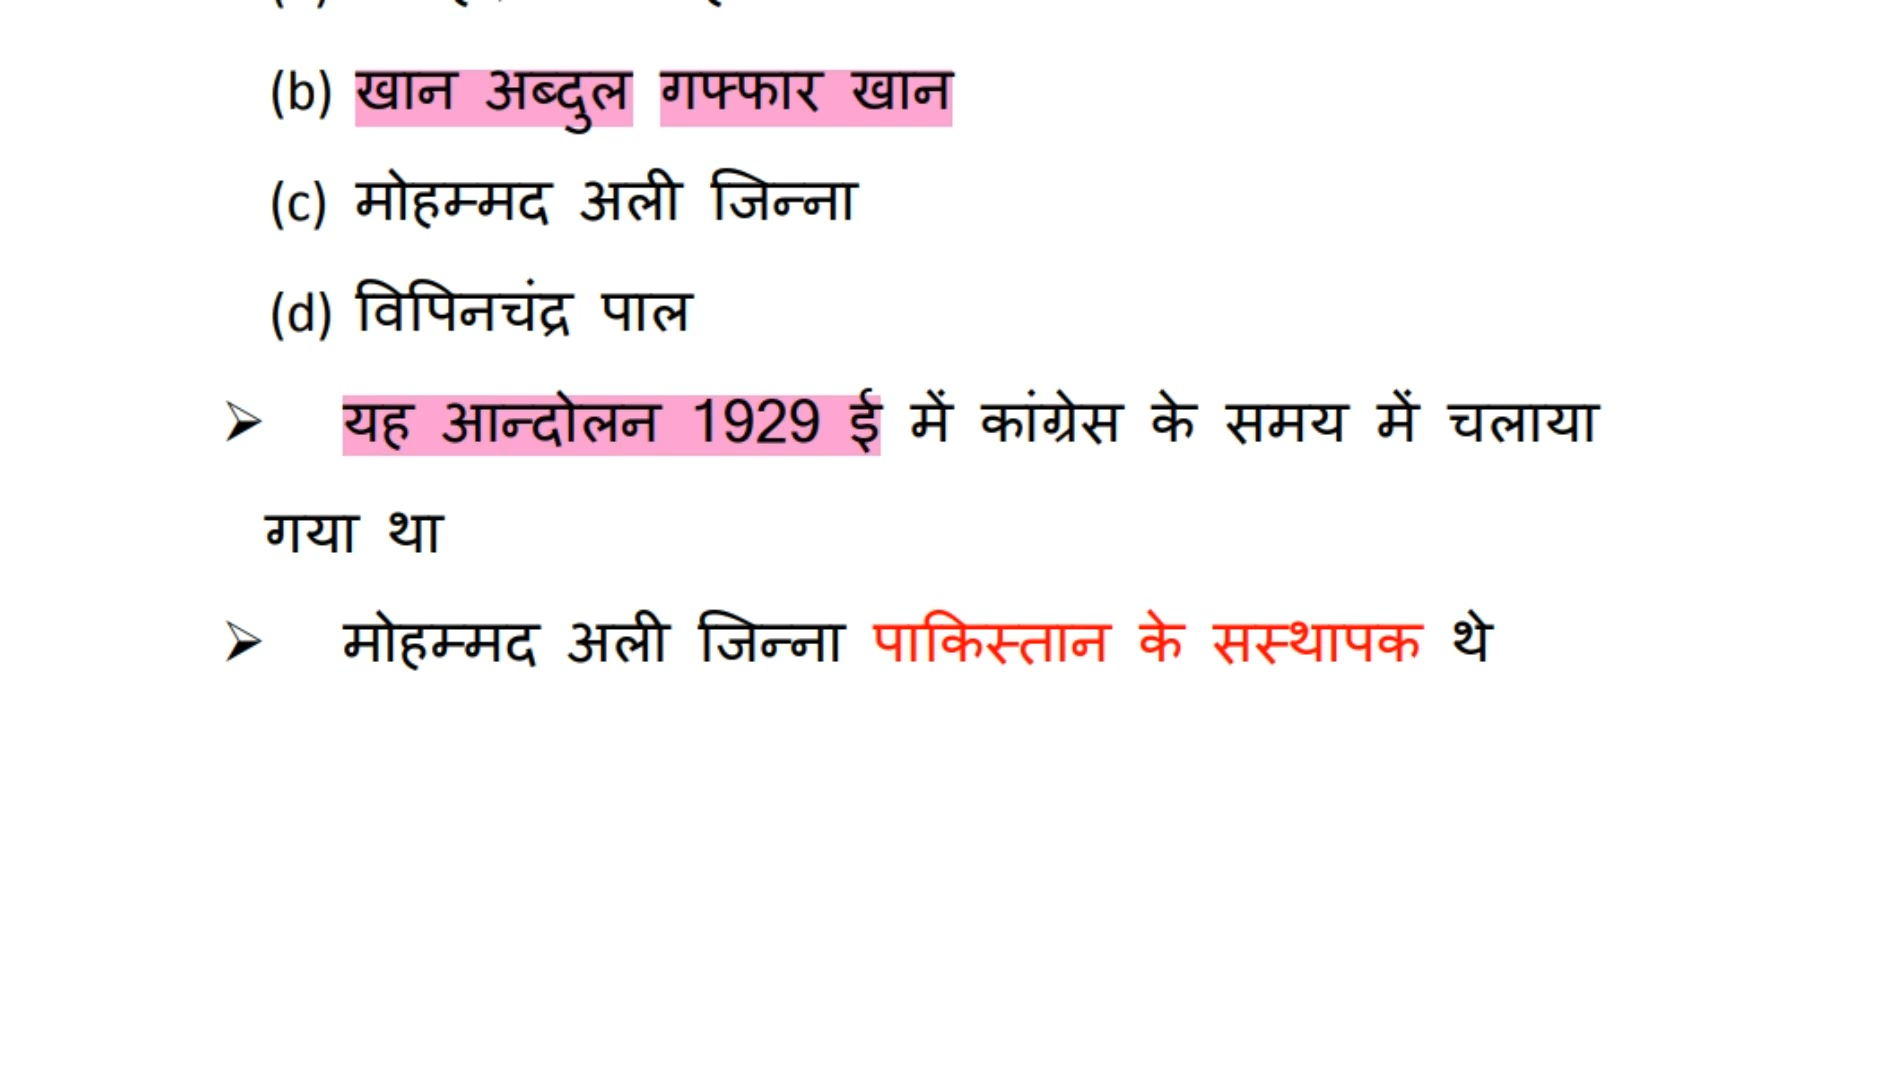 (b) खान अब्दुल गफ्फार खान
(c) मोहम्मद अली जिन्ना
(d) विपिनचंद्र पाल
➢ यह आन्दोलन 1929 ई में कांग्रेस के समय में चलाया
गया था
➢ मोहम्मद अली जिन्ना पाकिस्तान के सस्थापक थे